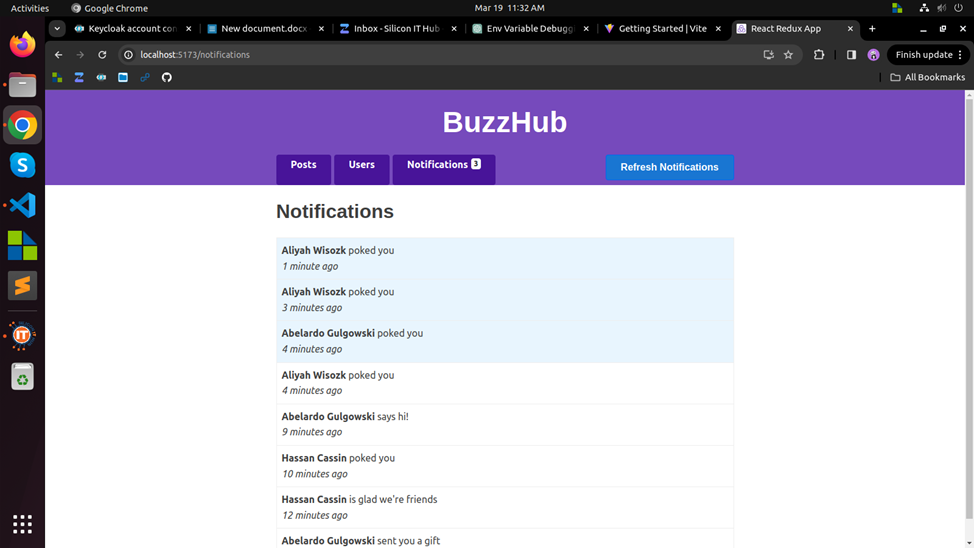 Activities
Google Chrome
Mar 19 11:32 AM
Keycloak account con
New document.docx
Inbox - Silicon IT Hub
Env Variable Debugg
Getting Started | Vite
React Redux App
localhost:5173/notifications
Finish update
All Bookmarks
BuzzHub
Posts
Users
Notifications 3
Refresh Notifications
Notifications
Aliyah Wisozk poked you
1 minute ago
Aliyah Wisozk poked you
3 minutes ago
Abelardo Gulgowski poked you
4 minutes ago
Aliyah Wisozk poked you
4 minutes ago
Abelardo Gulgowski says hi!
9 minutes ago
Hassan Cassin poked you
10 minutes ago
Hassan Cassin is glad we're friends
12 minutes ago
Abelardo Gulgowski sent you a gift